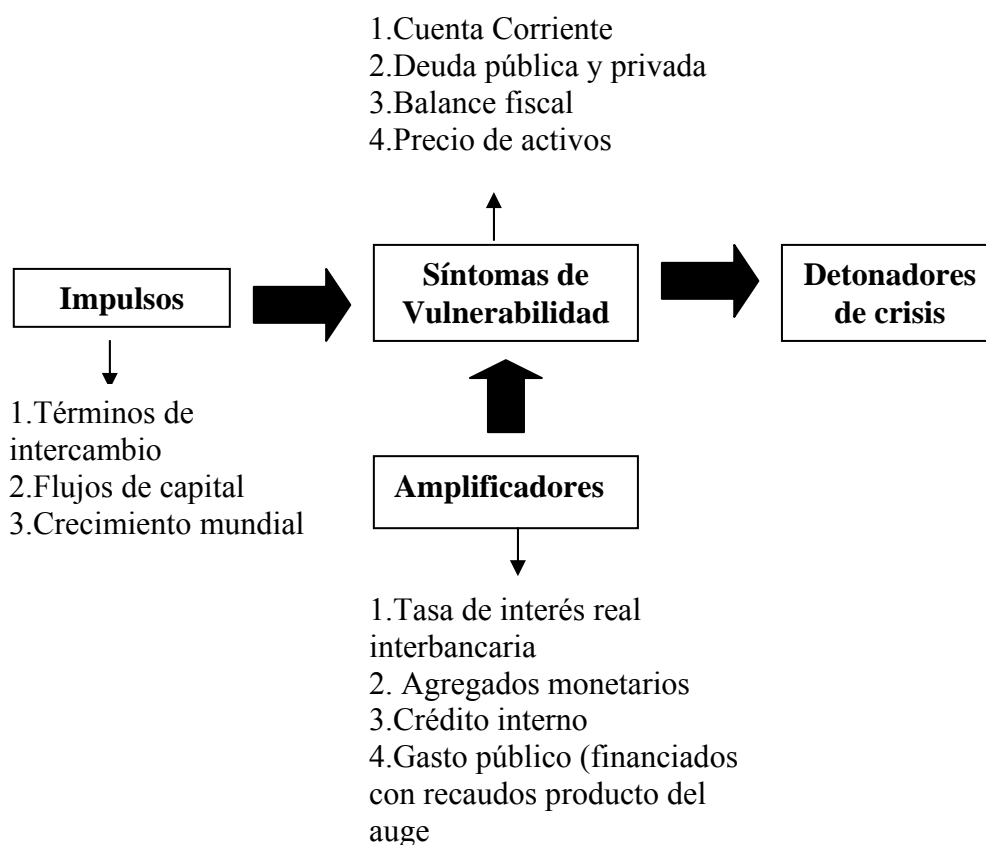 1.Cuenta Corriente
2.Deuda pública y privada
3.Balance fiscal
4.Precio de activos
Impulsos
Síntomas de
Vulnerabilidad
Detonadores
de crisis
1.Términos de
intercambio
2.Flujos de capital
3.Crecimiento mundial
Amplificadores
1.Tasa de interés real
interbancaria
2. Agregados monetarios
3.Crédito interno
4.Gasto público (financiados
con recaudos producto del
auge